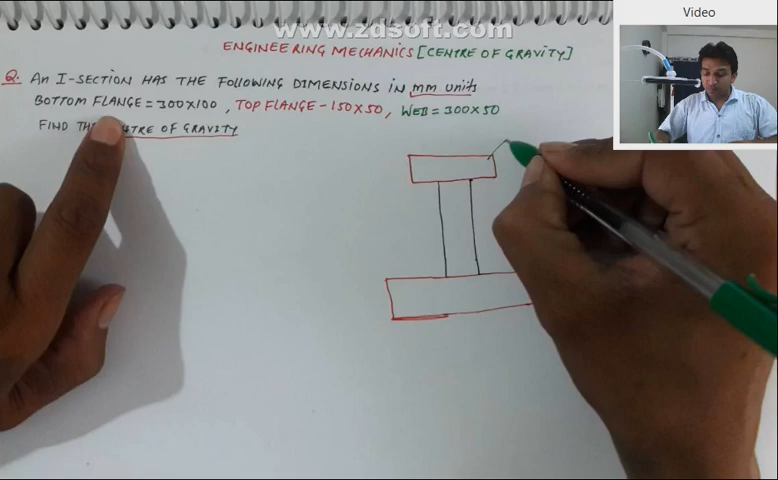 www.zdsoft.com
Video
ENGINEERING MECHANICS [CENTRE OF GRAVITY]
Q. AN I-SECTION HAS THE FOLLOWING DIMENSIONS IN mm units
BOTTOM FLANGE = 300X100, TOP FLANGE - 150X50, WEB = 300X50
FIND OF GRAVITY